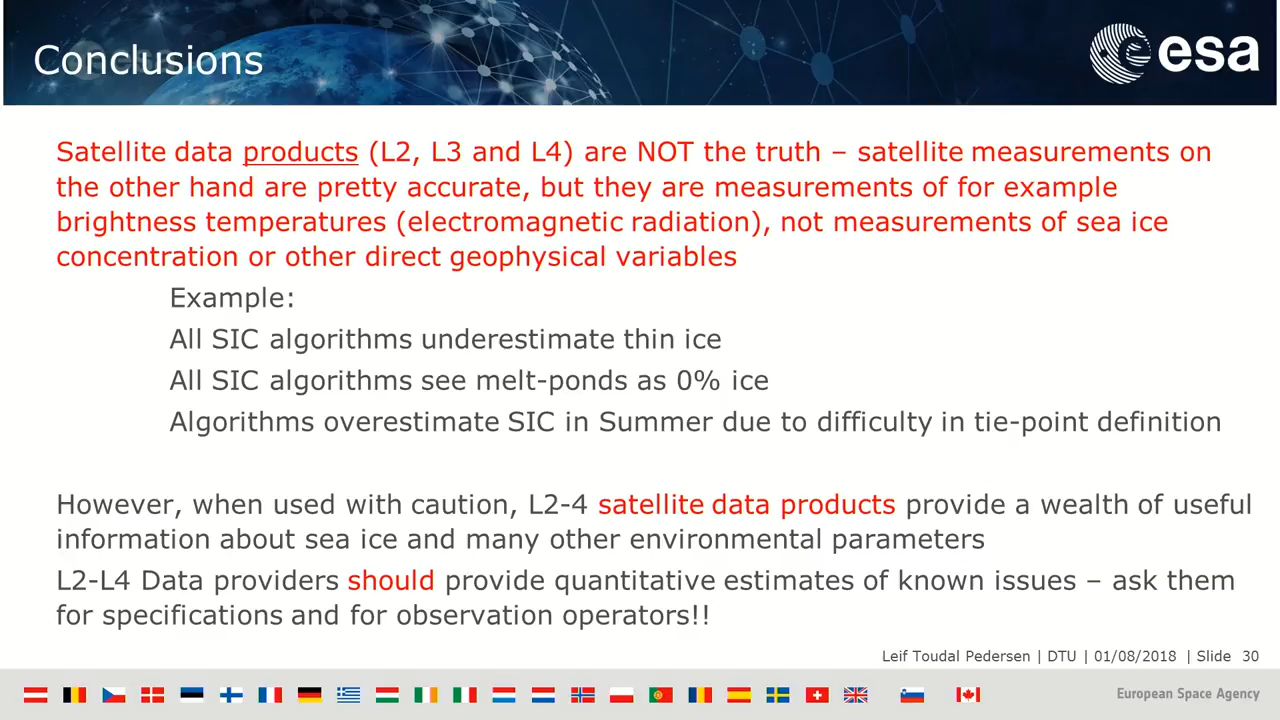 Conclusions
esa
Satellite data products (L2, L3 and L4) are NOT the truth – satellite measurements on
the other hand are pretty accurate, but they are measurements of for example
brightness temperatures (electromagnetic radiation), not measurements of sea ice
concentration or other direct geophysical variables
Example:
All SIC algorithms underestimate thin ice
All SIC algorithms see melt-ponds as 0% ice
Algorithms overestimate SIC in Summer due to difficulty in tie-point definition
However, when used with caution, L2-4 satellite data products provide a wealth of useful
information about sea ice and many other environmental parameters
L2-L4 Data providers should provide quantitative estimates of known issues – ask them
for specifications and for observation operators!!
Leif Toudal Pedersen | DTU | 01/08/2018 | Slide 30
European Space Agency